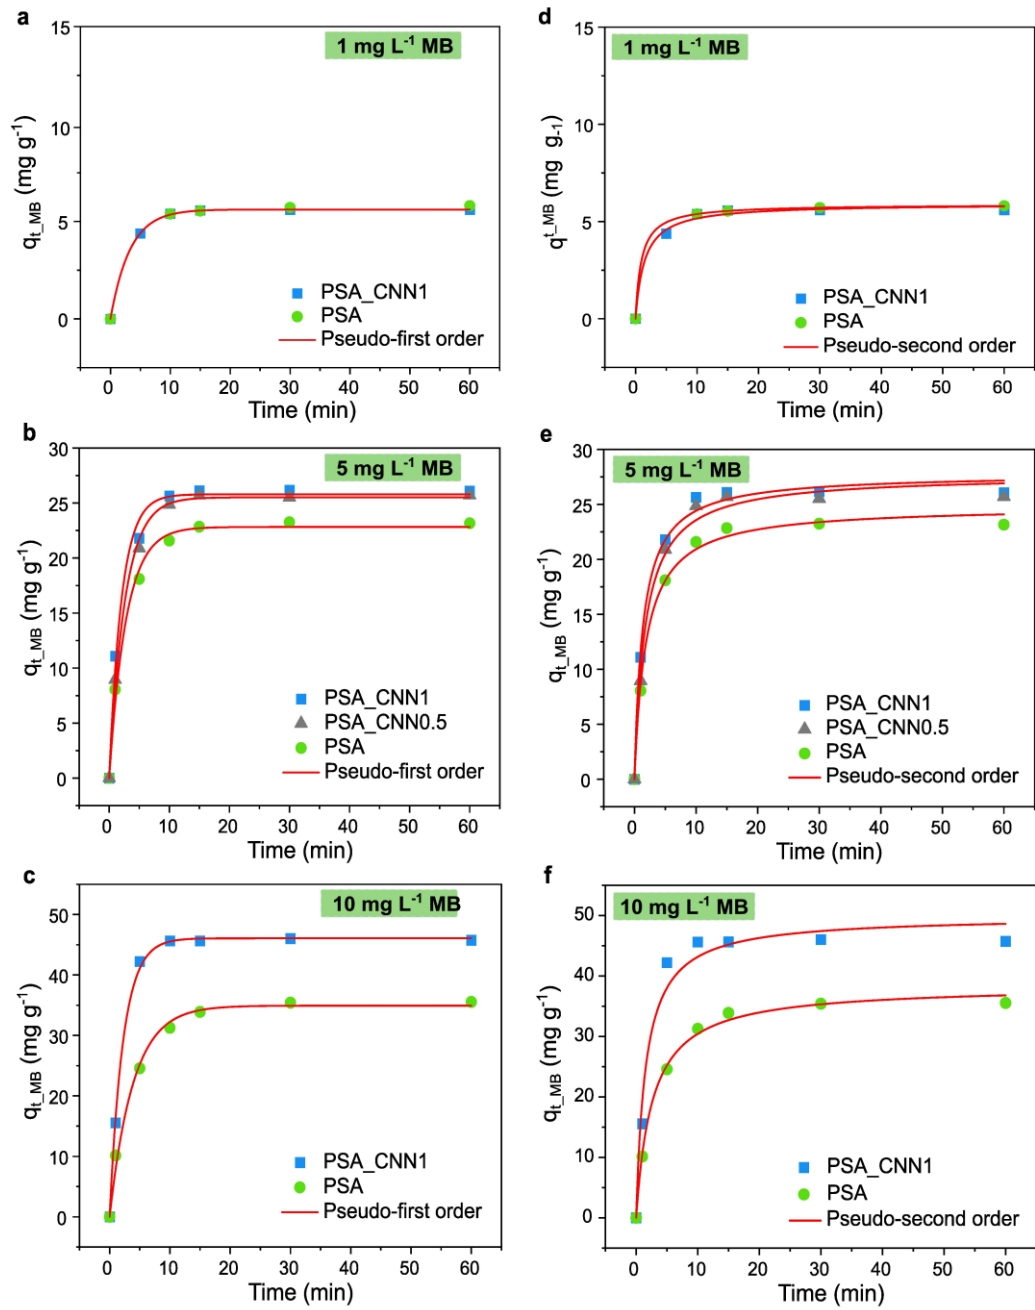 a
1 mg L⁻¹ MB
15
10
5
0
q_t_MB (mg g⁻¹)
PSA_CNN1
PSA
Pseudo-first order
0 10 20 30 40 50 60
Time (min)
d
1 mg L⁻¹ MB
15
10
5
0
q^t_MB (mg g-1)
PSA_CNN1
PSA
Pseudo-second order
0 10 20 30 40 50 60
Time (min)
b
5 mg L⁻¹ MB
30
25
20
15
10
5
0
q_t_MB (mg g⁻¹)
PSA_CNN1
PSA_CNN0.5
PSA
Pseudo-first order
0 10 20 30 40 50 60
Time (min)
e
5 mg L⁻¹ MB
30
25
20
15
10
5
0
q_t_MB (mg g⁻¹)
PSA_CNN1
PSA_CNN0.5
PSA
Pseudo-second order
0 10 20 30 40 50 60
Time (min)
c
10 mg L⁻¹ MB
50
40
30
20
10
0
q_t_MB (mg g⁻¹)
PSA_CNN1
PSA
Pseudo-first order
0 10 20 30 40 50 60
Time (min)
f
10 mg L⁻¹ MB
50
40
30
20
10
0
q_t_MB (mg g⁻¹)
PSA_CNN1
PSA
Pseudo-second order
0 10 20 30 40 50 60
Time (min)